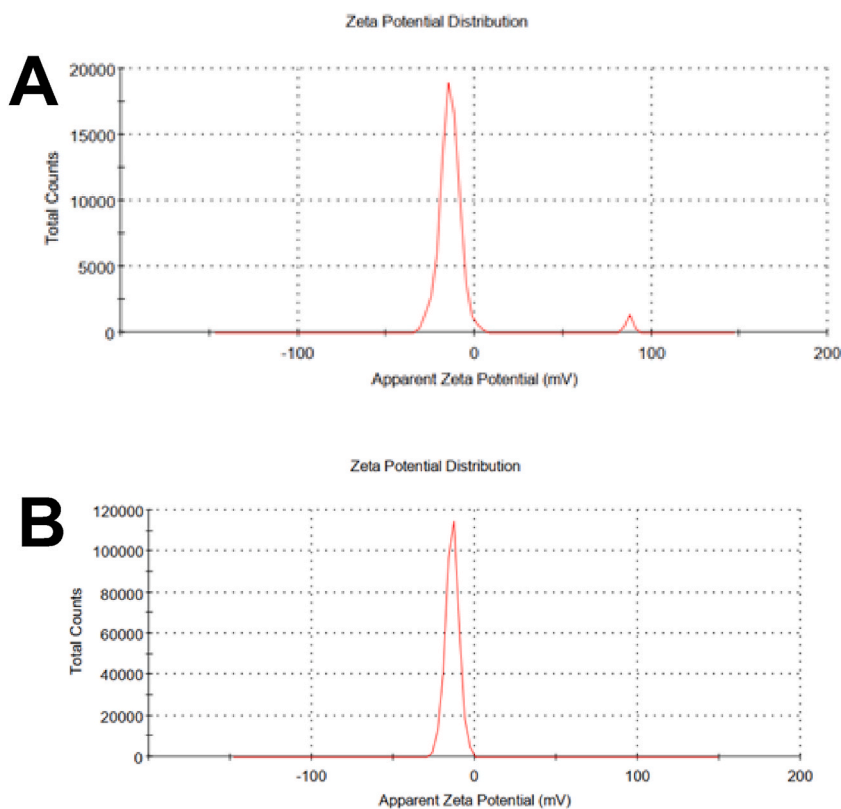 Zeta Potential Distribution
A
20000
15000
10000
5000
0
Total Counts
-100 0 100 200
Apparent Zeta Potential (mV)
Zeta Potential Distribution
B
120000
100000
80000
60000
40000
20000
0
Total Counts
-100 0 100 200
Apparent Zeta Potential (mV)